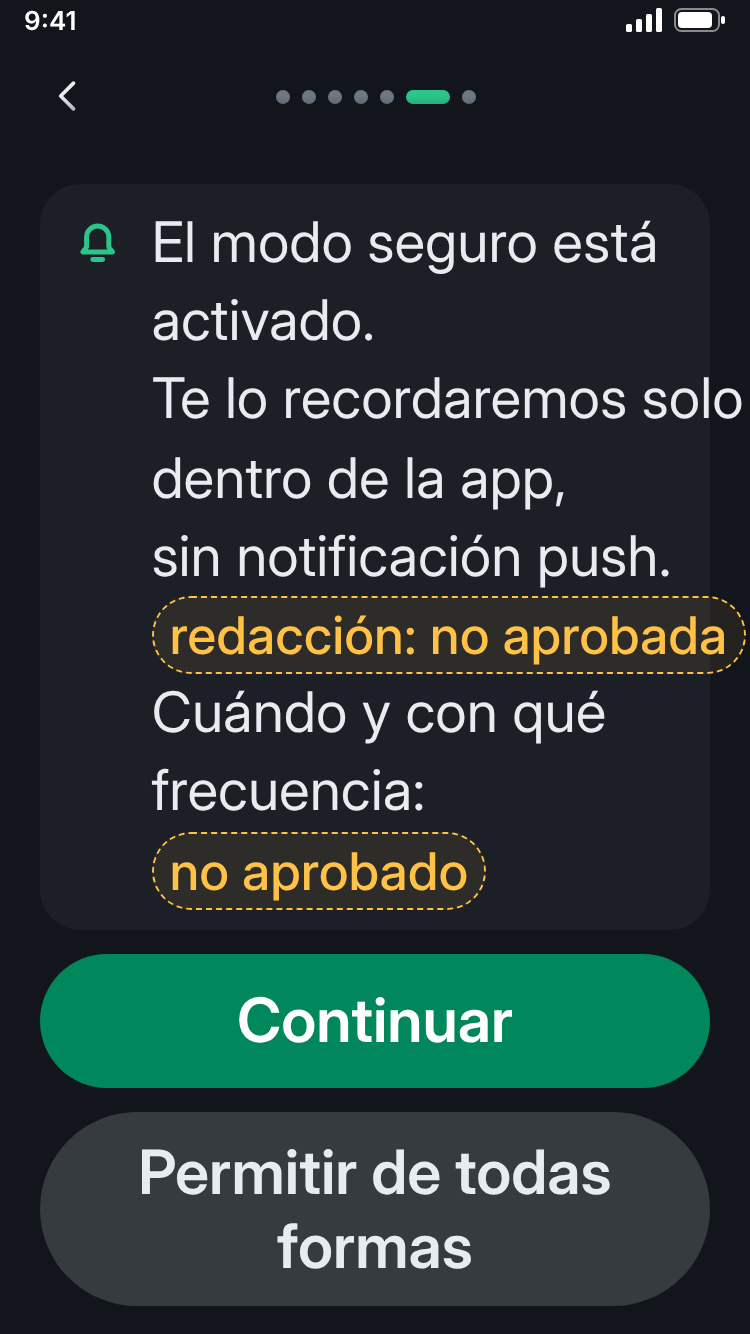 9:41
El modo seguro está
activado.
Te lo recordaremos solo
dentro de la app,
sin notificación push.
redacción: no aprobada
Cuándo y con qué
frecuencia:
no aprobado
Continuar
Permitir de todas
formas